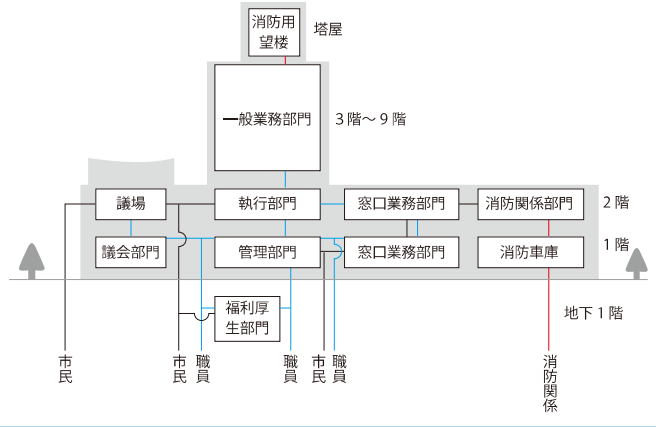 消防用
望楼
塔屋
一般業務部門
3階～9階
議場
執行部門
窓口業務部門
消防関係部門
2階
議会部門
管理部門
窓口業務部門
消防車庫
1階
福利厚
生部門
地下1階
市民
市民
職員
職員
市民
職員
消防関係